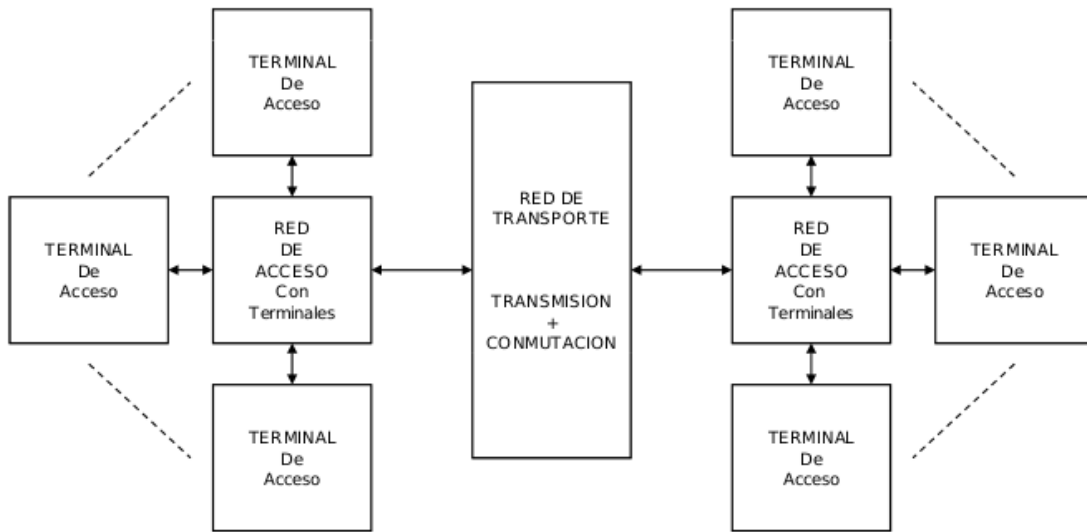 TERMINAL
De
Acceso
TERMINAL
De
Acceso
TERMINAL
De
Acceso
RED
DE
ACCESO
Con
Terminales
TERMINAL
De
Acceso
RED DE
TRANSPORTE
TRANSMISION
+
CONMUTACION
TERMINAL
De
Acceso
RED
DE
ACCESO
Con
Terminales
TERMINAL
De
Acceso
TERMINAL
De
Acceso